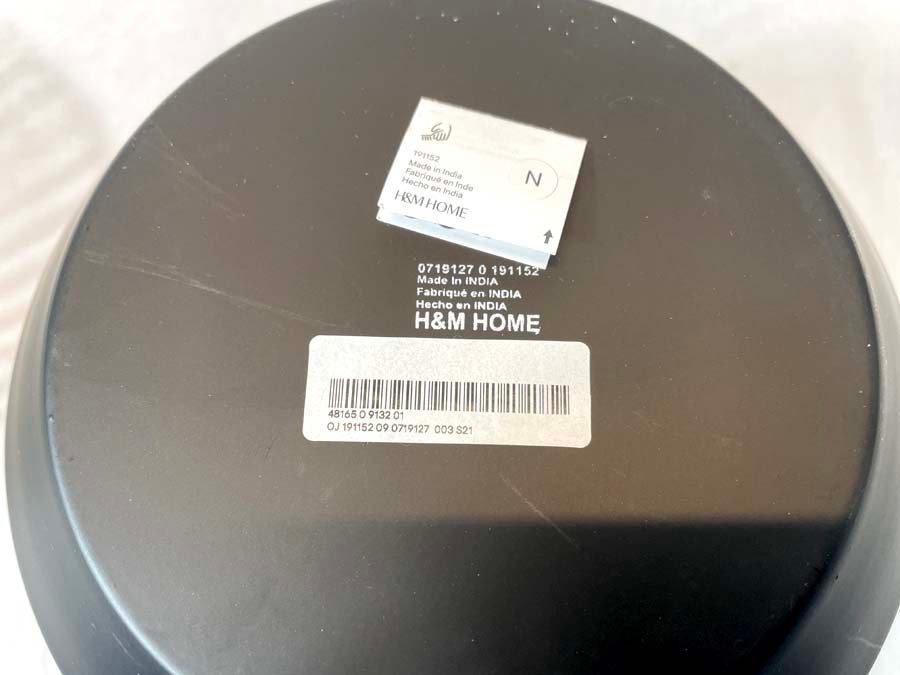 191152
Made in India
Fabriqué en Inde
Hecho en India
H&M HOME
N
0719127 0 191152
Made In INDIA
Fabriqué en INDIA
Hecho en INDIA
H&M HOME
48165 0 9132 01
OJ 191152 09 0719127 003 S21